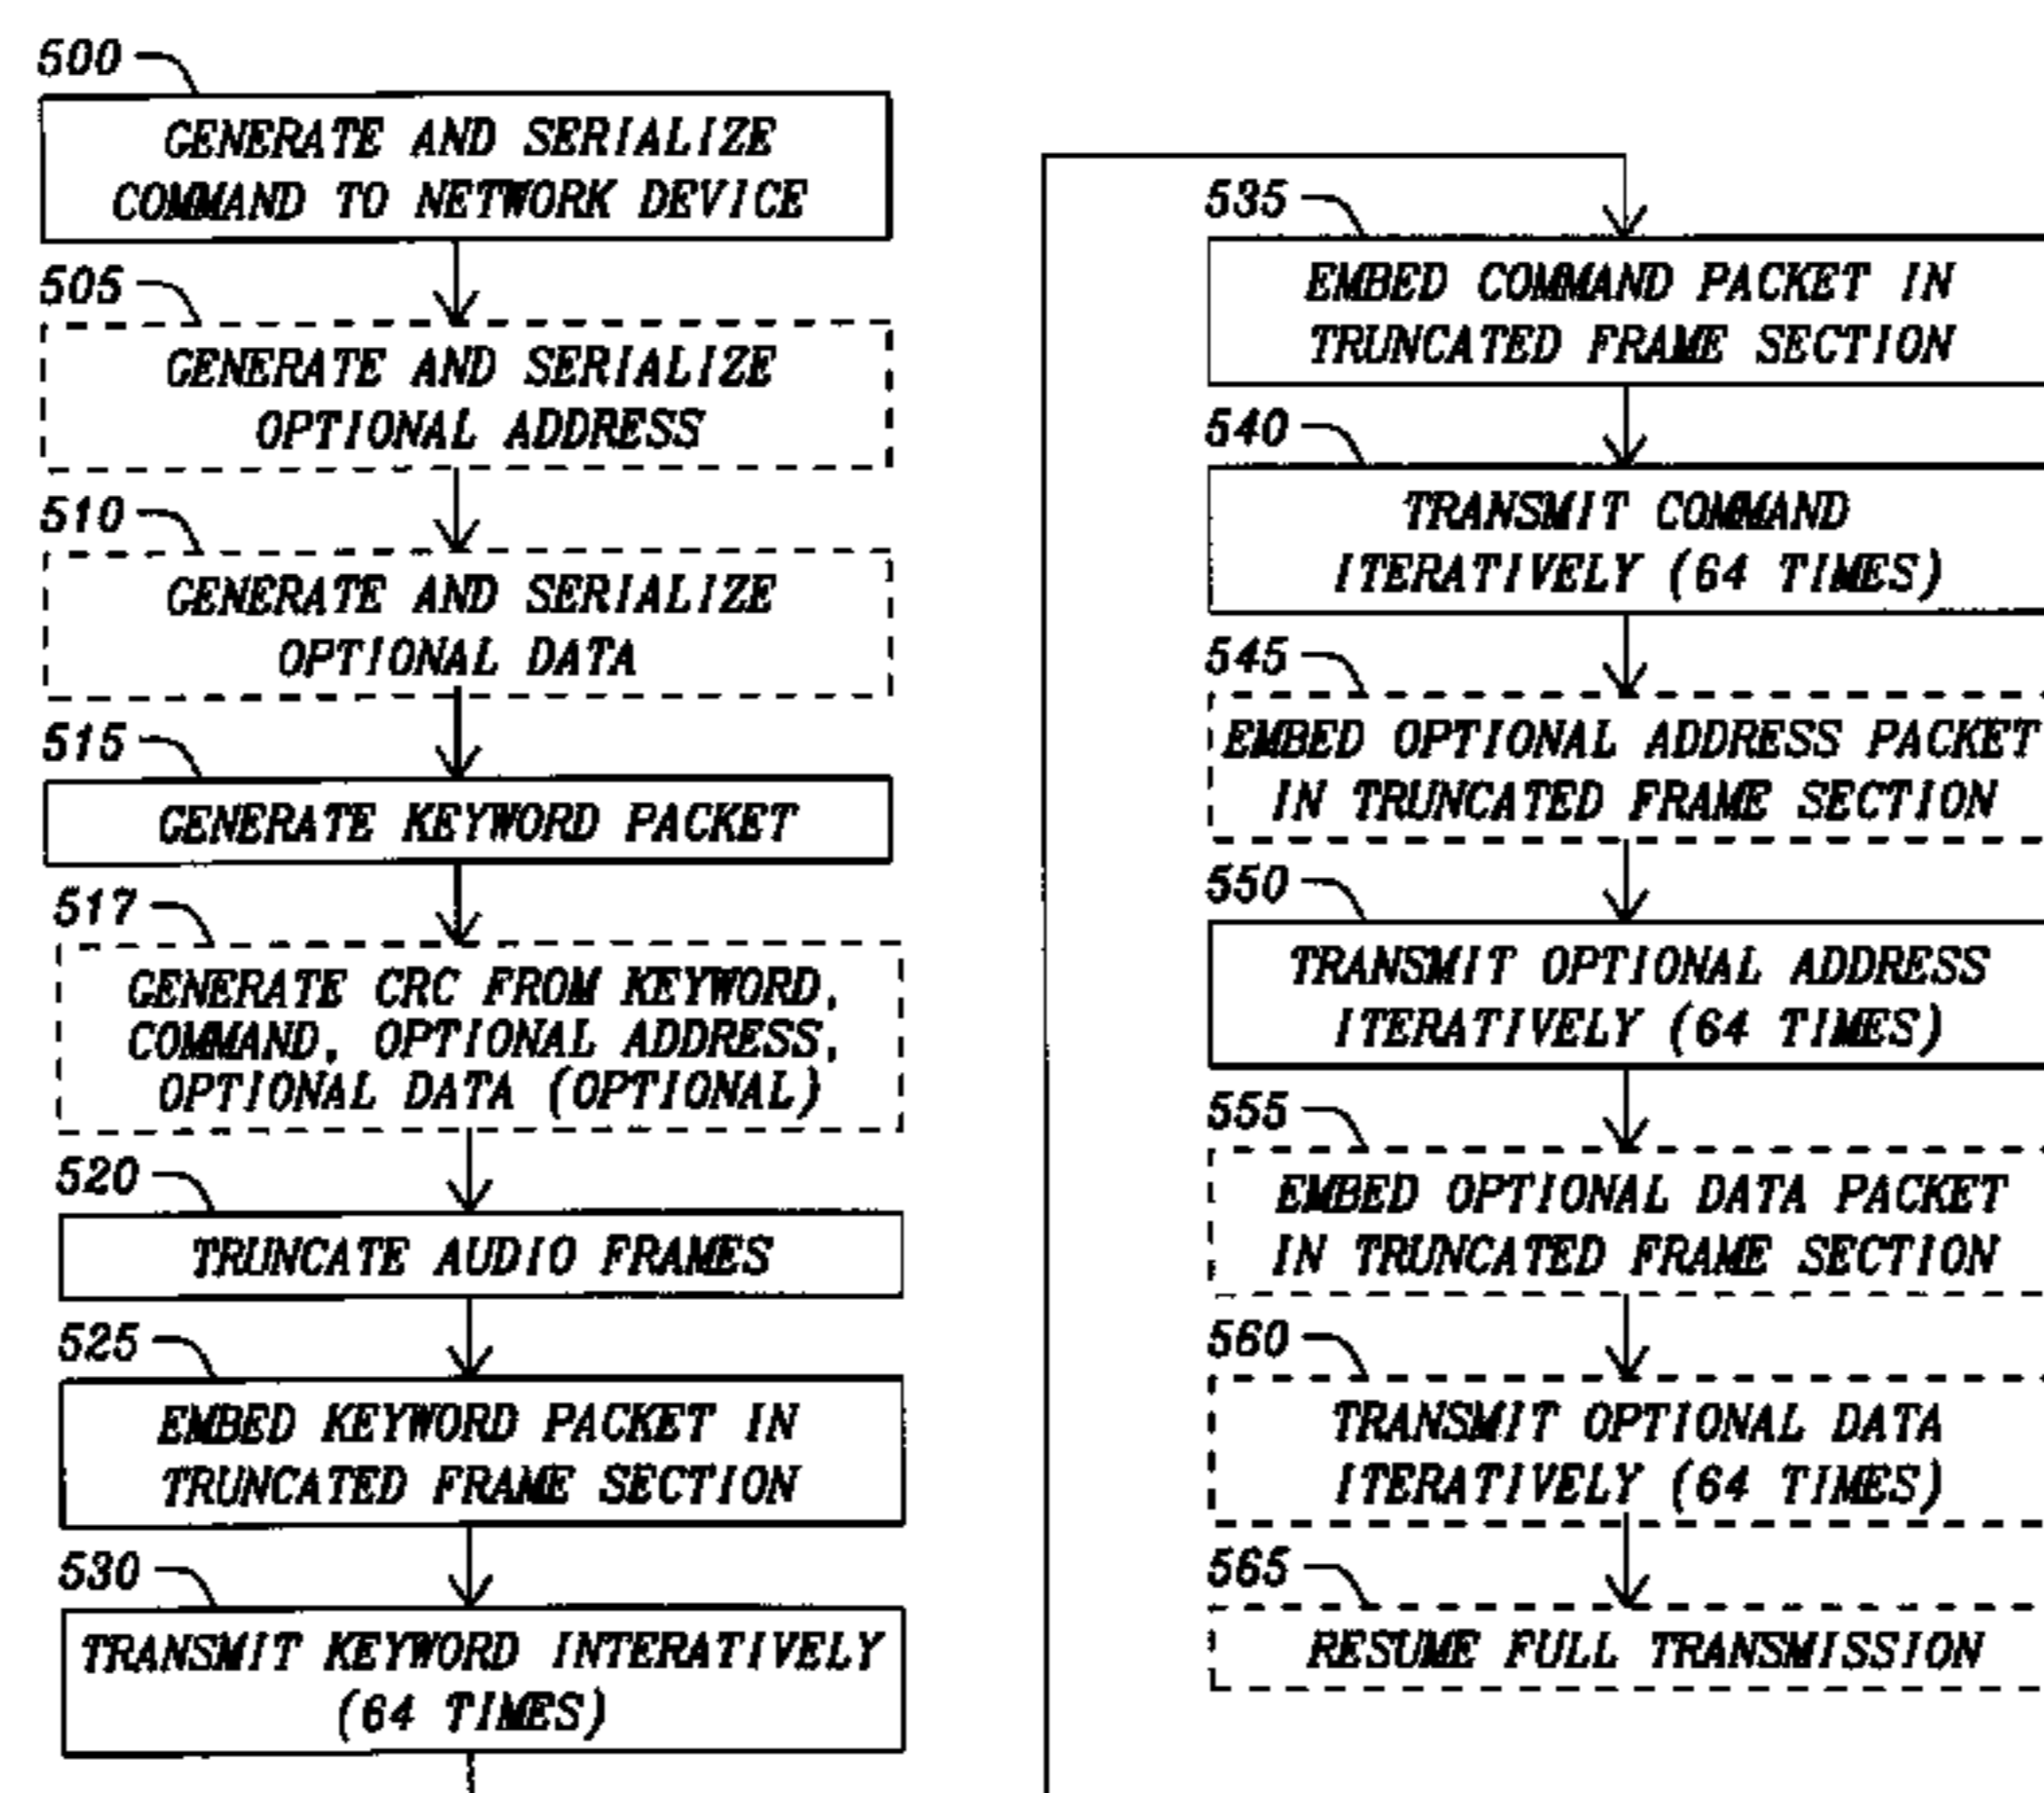 500
GENERATE AND SERIALIZE
COMMAND TO NETWORK DEVICE
505
GENERATE AND SERIALIZE
OPTIONAL ADDRESS
510
GENERATE AND SERIALIZE
OPTIONAL DATA
515
GENERATE KEYWORD PACKET
517
GENERATE CRC FROM KEYWORD,
COMMAND, OPTIONAL ADDRESS,
OPTIONAL DATA (OPTIONAL)
520
TRUNCATE AUDIO FRAMES
525
EMBED KEYWORD PACKET IN
TRUNCATED FRAME SECTION
530
TRANSMIT KEYWORD INTERATIVELY
(64 TIMES)
535
EMBED COMMAND PACKET IN
TRUNCATED FRAME SECTION
540
TRANSMIT COMMAND
ITERATIVELY (64 TIMES)
545
EMBED OPTIONAL ADDRESS PACKET
IN TRUNCATED FRAME SECTION
550
TRANSMIT OPTIONAL ADDRESS
ITERATIVELY (64 TIMES)
555
EMBED OPTIONAL DATA PACKET
IN TRUNCATED FRAME SECTION
560
TRANSMIT OPTIONAL DATA
ITERATIVELY (64 TIMES)
565
RESUME FULL TRANSMISSION